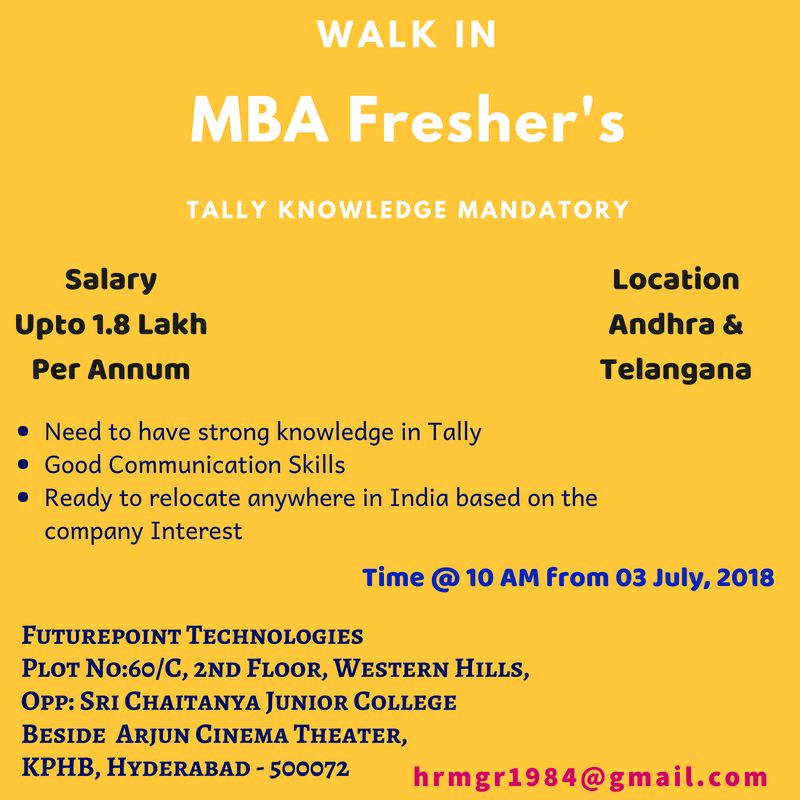 WALK IN
MBA Fresher's
TALLY KNOWLEDGE MANDATORY
Salary
Upto 1.8 Lakh
Per Annum
Location
Andhra &
Telangana
• Need to have strong knowledge in Tally
• Good Communication Skills
• Ready to relocate anywhere in India based on the
company Interest
Time @ 10 AM from 03 July, 2018
Futurepoint Technologies
Plot No:60/C, 2nd Floor, Western Hills,
Opp: Sri Chaitanya Junior College
Beside Arjun Cinema Theater,
KPHB, Hyderabad - 500072
hrmgr1984@gmail.com